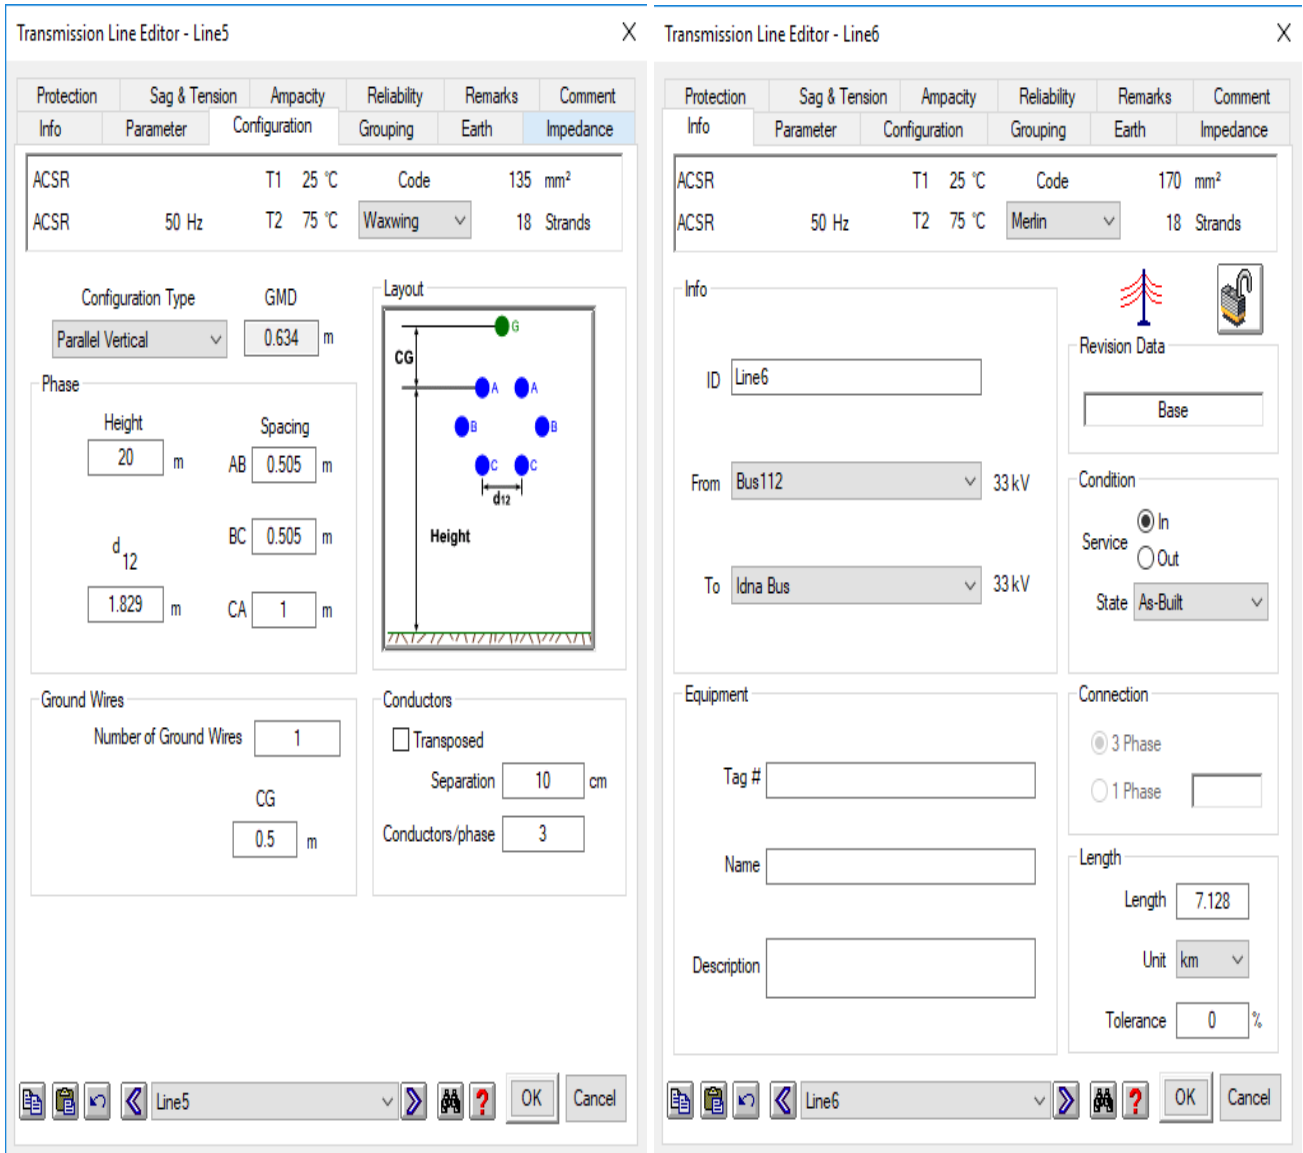 Transmission Line Editor - Line5
X
Protection Sag & Tension Ampacity Reliability Remarks Comment
Info Parameter Configuration Grouping Earth Impedance
ACSR T1 25 °C Code 135 mm²
ACSR 50 Hz T2 75 °C Waxwing 18 Strands
Configuration Type GMD
Parallel Vertical 0.634 m
Phase
Height Spacing
20 m AB 0.505 m
d 12 BC 0.505 m
1.829 m CA 1 m
Layout
G
CG
A A
B B
C C
d12
Height
Ground Wires
Number of Ground Wires 1
CG
0.5 m
Conductors
Transposed
Separation 10 cm
Conductors/phase 3
Line5 ? OK Cancel
Transmission Line Editor - Line6
X
Protection Sag & Tension Ampacity Reliability Remarks Comment
Info Parameter Configuration Grouping Earth Impedance
ACSR T1 25 °C Code 170 mm²
ACSR 50 Hz T2 75 °C Merlin 18 Strands
Info
ID Line6
From Bus112 33 kV
To Idna Bus 33 kV
Revision Data
Base
Condition
Service In
Out
State As-Built
Equipment
Tag #
Name
Description
Connection
3 Phase
1 Phase
Length
Length 7.128
Unit km
Tolerance 0 %
Line6 ? OK Cancel